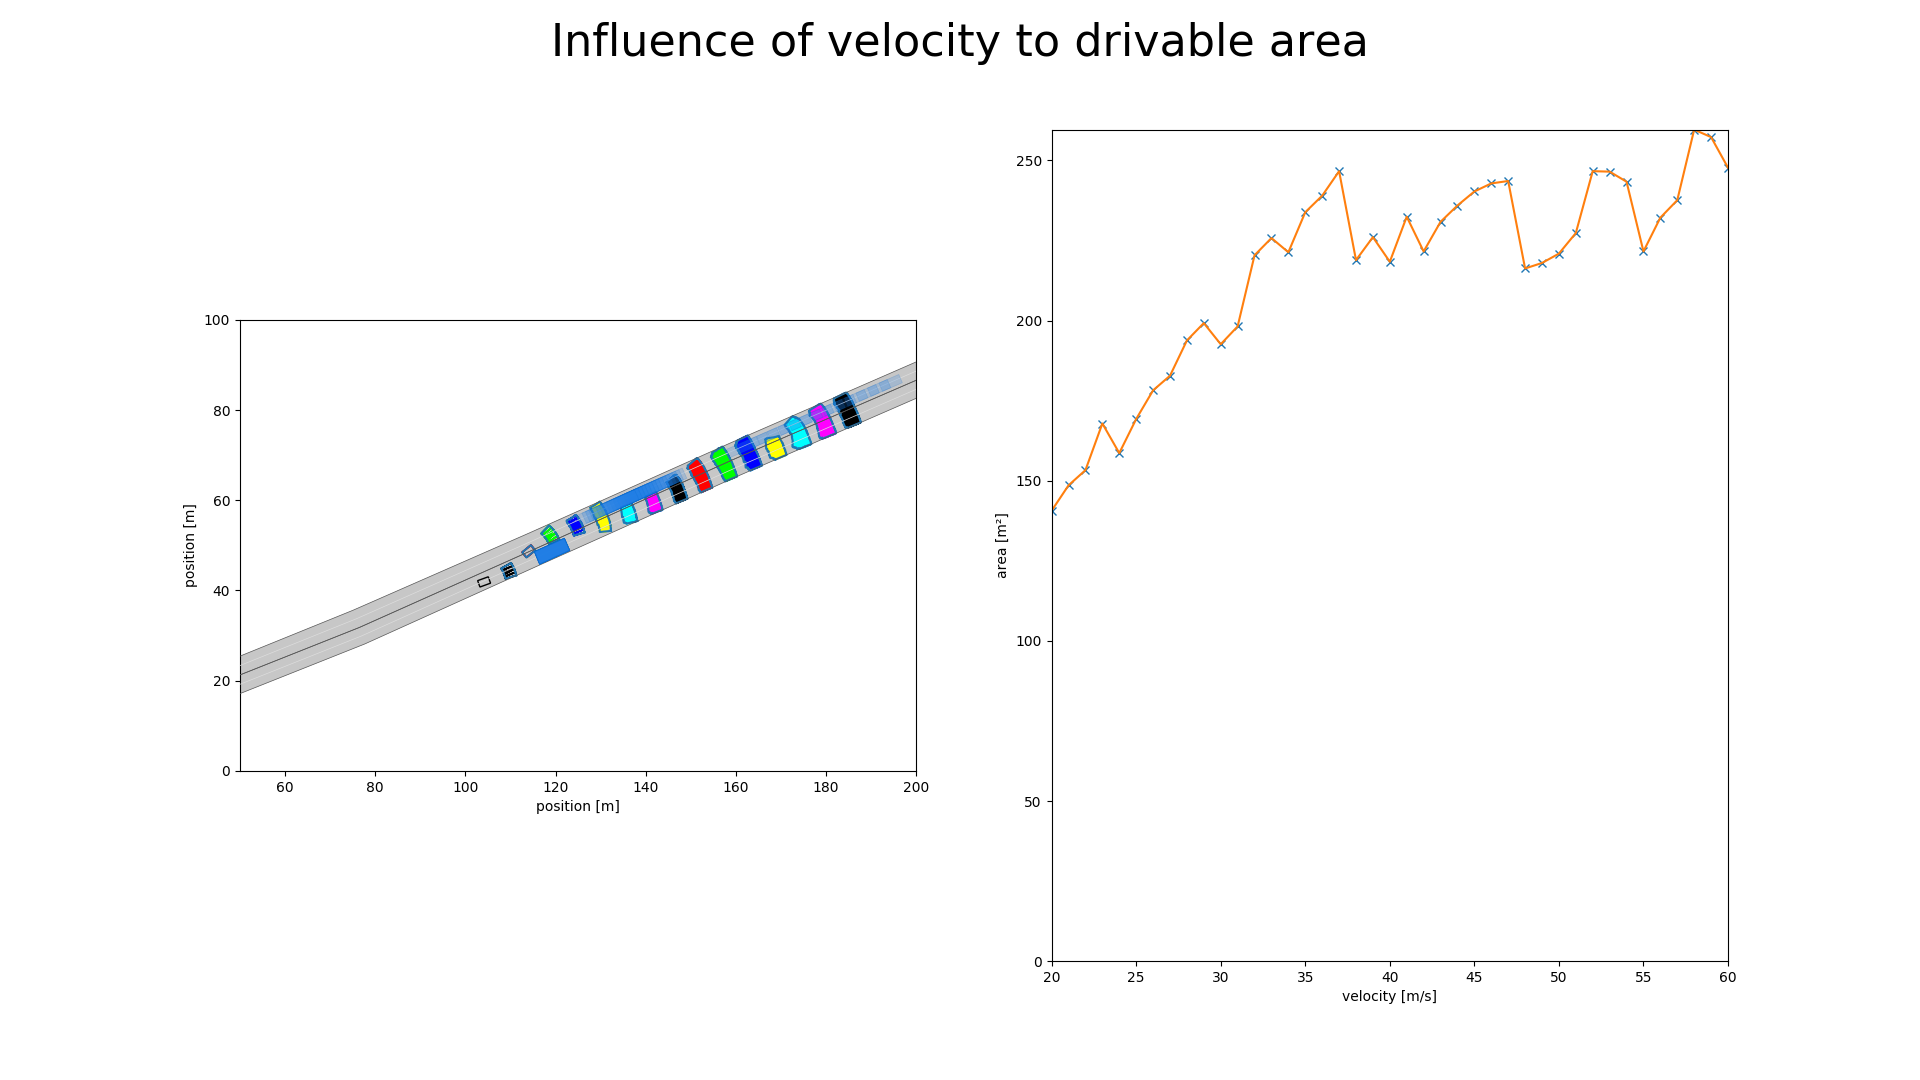 Influence of velocity to drivable area
100
80
60
40
20
0
position [m]
60 80 100 120 140 160 180 200
position [m]
250
200
150
100
50
0
area [m²]
20 25 30 35 40 45 50 55 60
velocity [m/s]